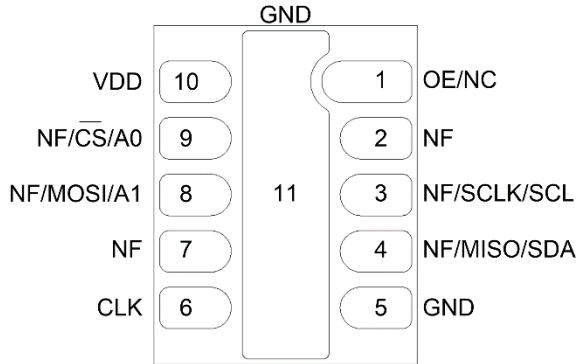 GND
VDD 10 1 OE/NC
NF/C̅S̅/A0 9 2 NF
NF/MOSI/A1 8 11 3 NF/SCLK/SCL
NF 7 4 NF/MISO/SDA
CLK 6 5 GND